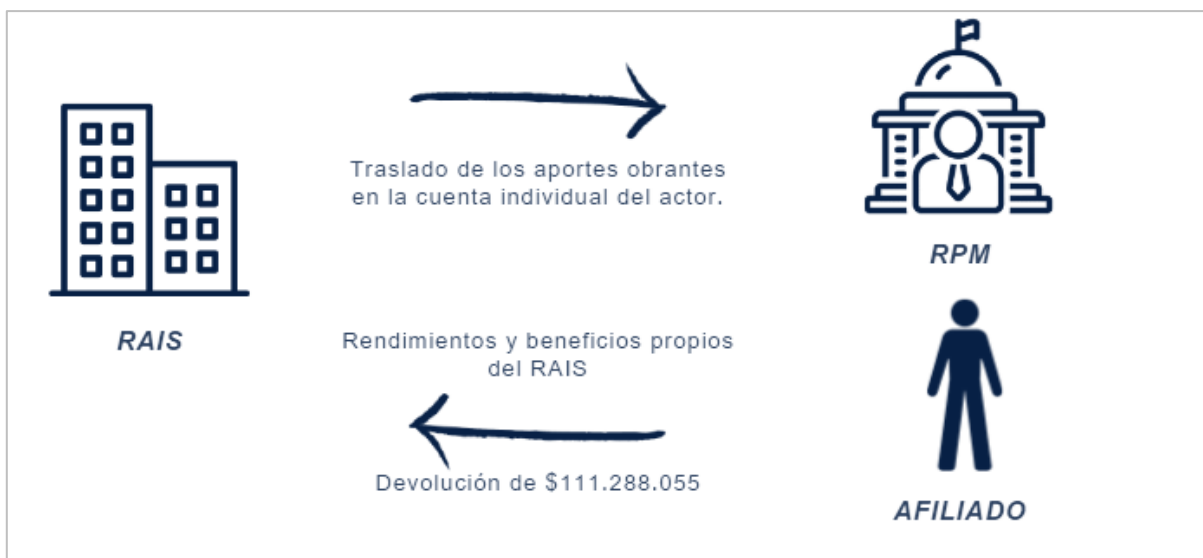 Traslado de los aportes obrantes
en la cuenta individual del actor.
RPM
RAIS
Rendimientos y beneficios propios
del RAIS
Devolución de $111.288.055
AFILIADO